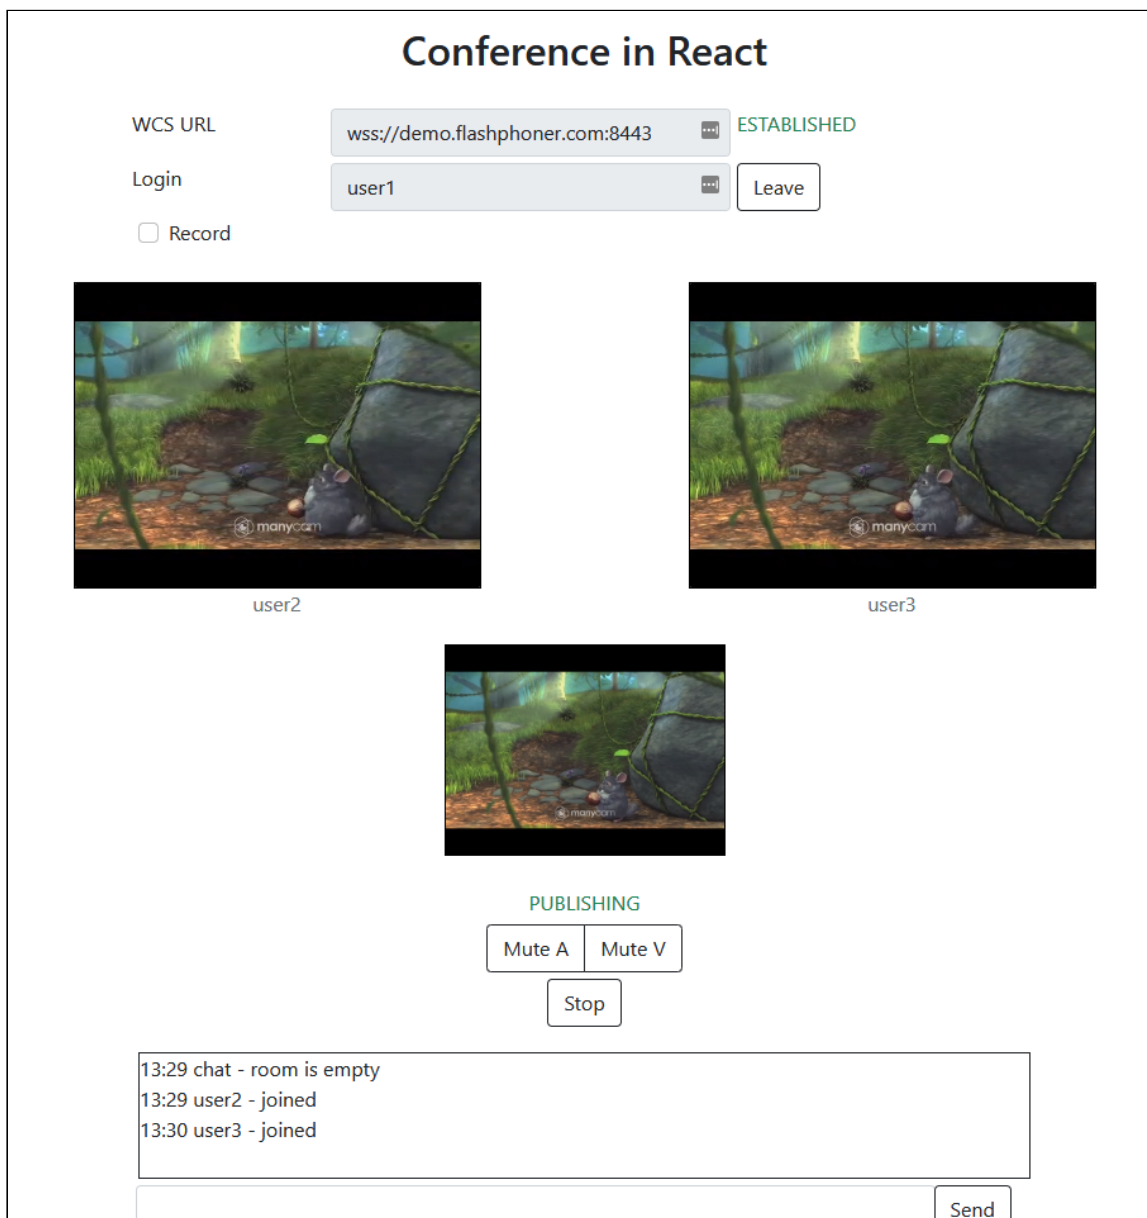 Conference in React
WCS URL
wss://demo.flashphoner.com:8443
ESTABLISHED
Login
user1
Leave
Record
manycam
manycam
user2
user3
manycam
PUBLISHING
Mute A
Mute V
Stop
13:29 chat - room is empty
13:29 user2 - joined
13:30 user3 - joined
Send